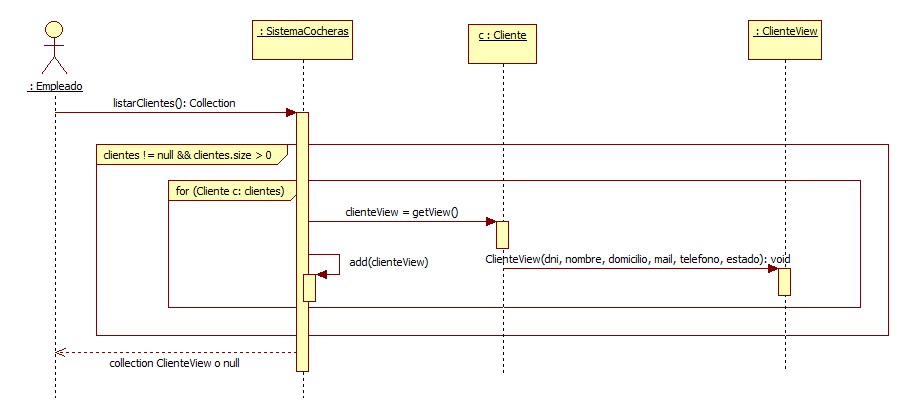 : SistemaCocheras
c : Cliente
: ClienteView
: Empleado
listarClientes(): Collection
clientes != null && clientes.size > 0
for (Cliente c: clientes)
clienteView = getView()
add(clienteView)
ClienteView(dni, nombre, domicilio, mail, telefono, estado): void
collection ClienteView o null